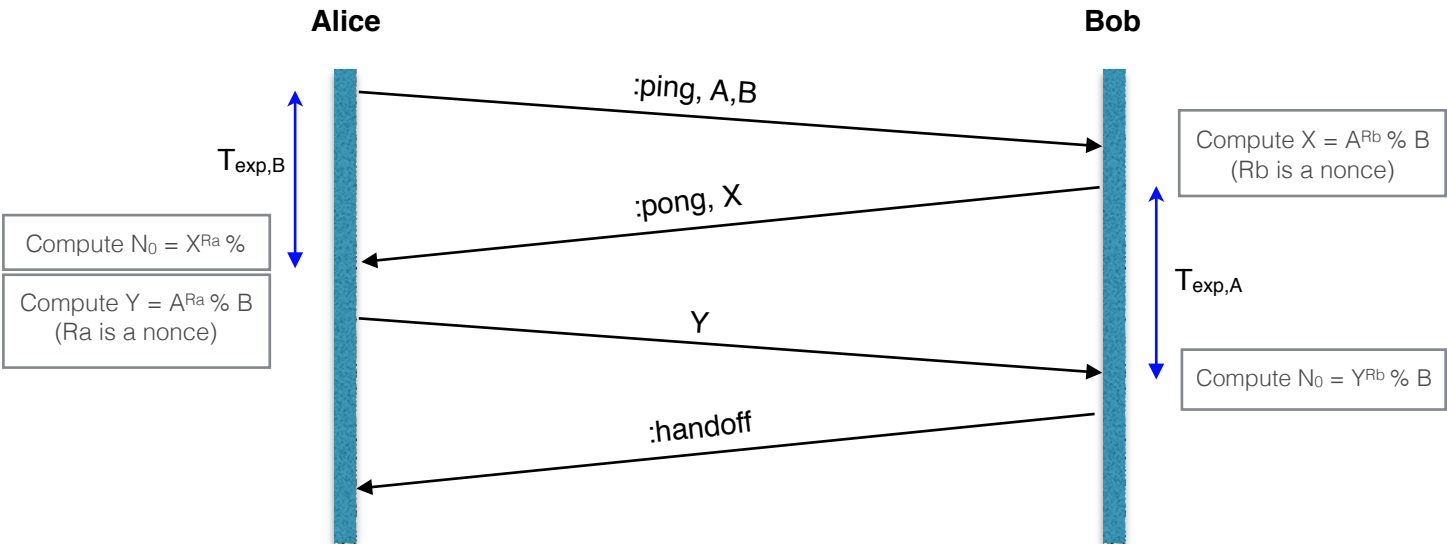 Alice
Bob
:ping, A,B
Compute X = Aᴿᵇ % B
(Rb is a nonce)
Tₑₓₚ,B
:pong, X
Compute N₀ = Xᴿᵃ %
Compute Y = Aᴿᵃ % B
(Ra is a nonce)
Tₑₓₚ,A
Y
Compute N₀ = Yᴿᵇ % B
:handoff